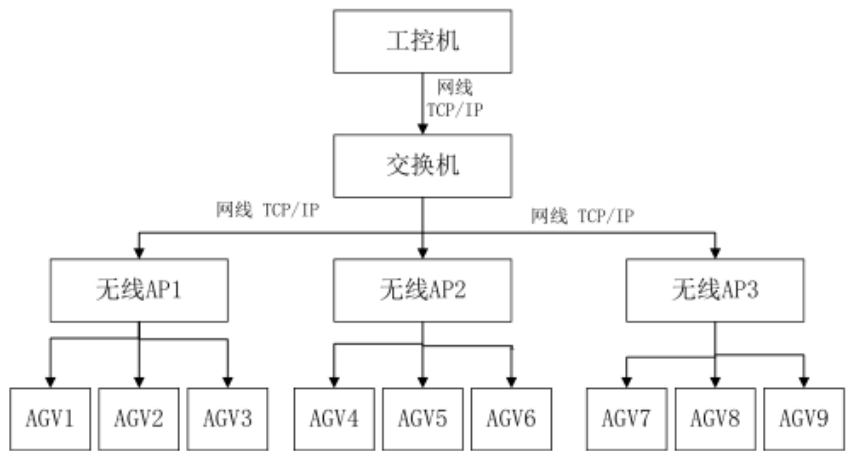 工控机
网线
TCP/IP
交换机
网线 TCP/IP
网线 TCP/IP
无线AP1
无线AP2
无线AP3
AGV1
AGV2
AGV3
AGV4
AGV5
AGV6
AGV7
AGV8
AGV9